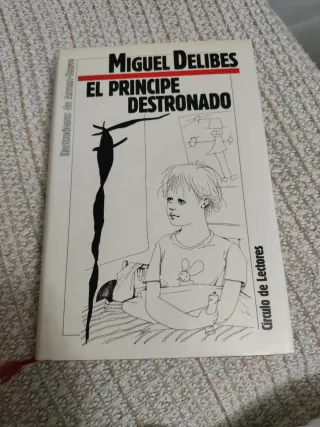 MIGUEL DELIBES
EL PRINCIPE
DESTRONADO
Ilustraciones de
Círculo de Lectores